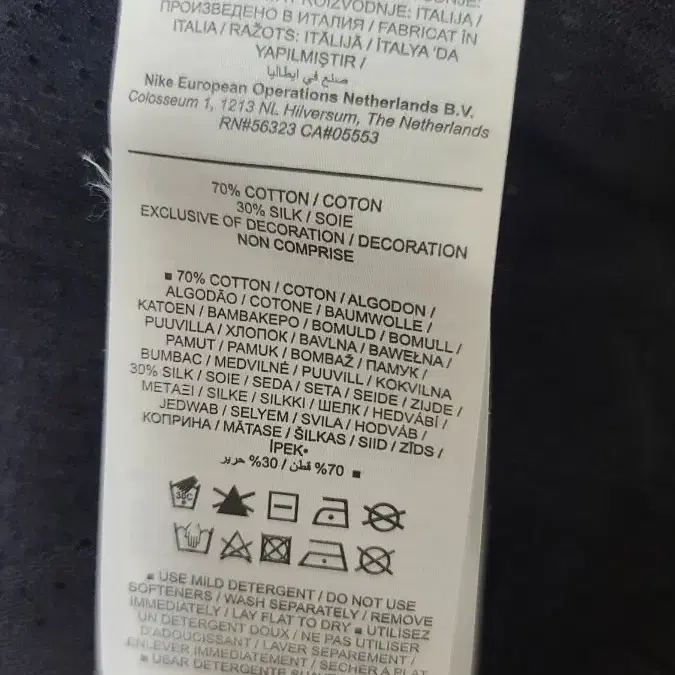 PROIZVODNJE: ITALIJA /
ПРОИЗВЕДЕНО В ИТАЛИЯ / FABRICAT ÎN
ITALIA / RAŽOTS: ITĀLIJĀ / İTALYA 'DA
YAPILMIŞTIR /
صنع في ايطاليا
Nike European Operations Netherlands B.V.
Colosseum 1, 1213 NL Hilversum, The Netherlands
RN#56323 CA#05553
70% COTTON / COTON
30% SILK / SOIE
EXCLUSIVE OF DECORATION / DECORATION
NON COMPRISE
■ 70% COTTON / COTON / ALGODON /
ALGODÃO / COTONE / BAUMWOLLE /
KATOEN / BAMBAKEPO / BOMULD / BOMULL /
PUUVILLA / ХЛОПОК / BAVLNA / BAWEŁNA /
PAMUT / PAMUK / BOMBAŽ / ПАМУК /
BUMBAC / MEDVILNĖ / PUUVILL / KOKVILNA
30% SILK / SOIE / SEDA / SETA / SEIDE / ZIJDE /
ΜΕΤΑΞΙ / SILKE / SILKKI / ШЕЛК / HEDVÁBÍ /
JEDWAB / SELYEM / SVILA / HODVÁB /
КОПРИНА / MĂTASE / ŠILKAS / SIID / ZĪDS /
İPEK•
■ 70% قطن / 30% حرير
30C
■ USE MILD DETERGENT / DO NOT USE
SOFTENERS / WASH SEPARATELY / REMOVE
IMMEDIATELY / LAY FLAT TO DRY ■ UTILISEZ
UN DETERGENT DOUX / NE PAS UTILISER
D'ADOUCISSANT / LAVER SEPAREMENT /
ENLEVER IMMEDIATEMENT / SECHER A PLAT
■ USAR DETERGENTE